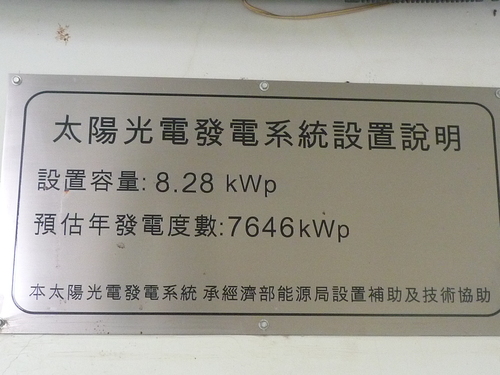 太陽光電發電系統設置說明
設置容量: 8.28 kWp
預估年發電度數:7646kWp
本太陽光電發電系統 承經濟部能源局設置補助及技術協助